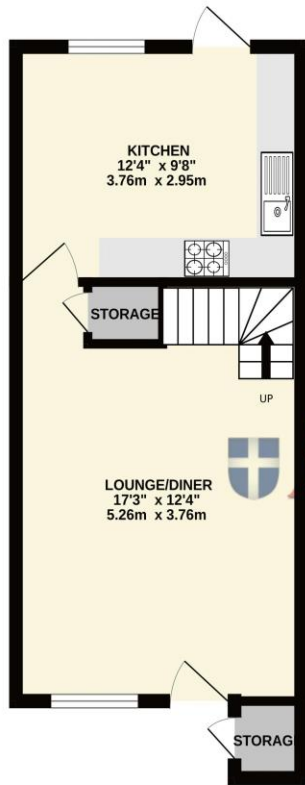 KITCHEN
12'4" x 9'8"
3.76m x 2.95m
STORAGE
UP
LOUNGE/DINER
17'3" x 12'4"
5.26m x 3.76m
STORAG